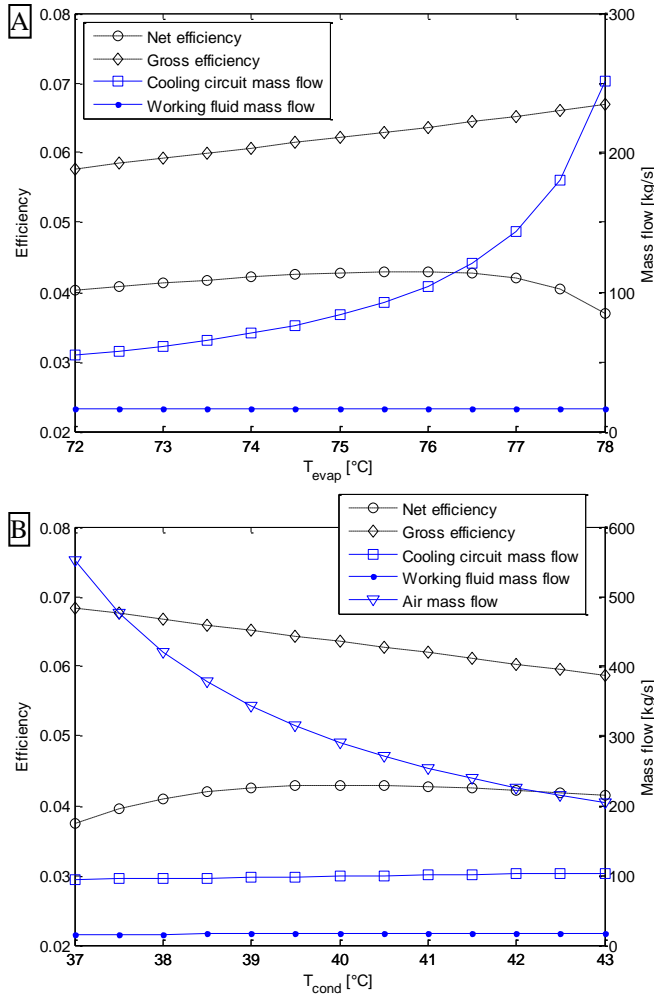 A
0.08
300
Net efficiency
Gross efficiency
Cooling circuit mass flow
Working fluid mass flow
0.07
0.06
200
0.05
0.04
100
0.03
0.02
0
Efficiency
Mass flow [kg/s]
72 73 74 75 76 77 78
T_evap [°C]
B
0.08
600
Net efficiency
Gross efficiency
Cooling circuit mass flow
Working fluid mass flow
Air mass flow
0.07
500
0.06
400
0.05
300
0.04
200
0.03
100
0.02
0
Efficiency
Mass flow [kg/s]
37 38 39 40 41 42 43
T_cond [°C]